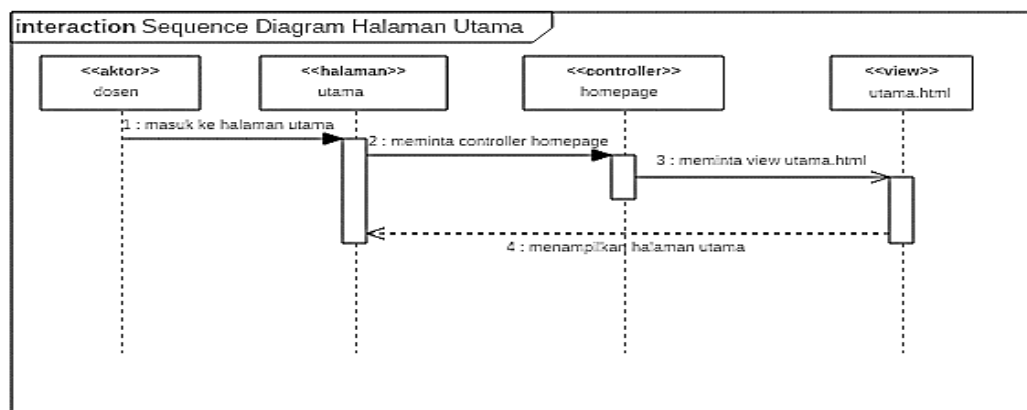 interaction Sequence Diagram Halaman Utama
<<aktor>>
dosen
<<halaman>>
utama
<<controller>>
homepage
<<view>>
utama.html
1 : masuk ke halaman utama
2 : meminta controller homepage
3 : meminta view utama.html
4 : menampilkan halaman utama